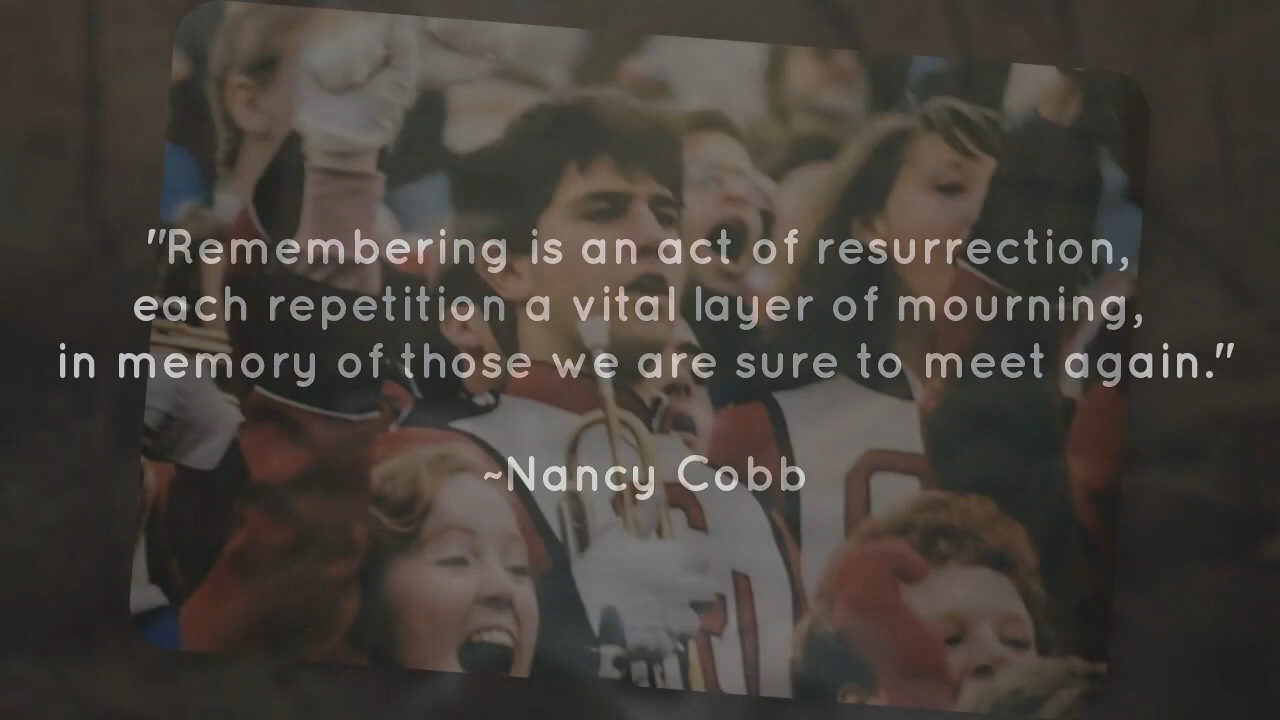 "Remembering is an act of resurrection,
each repetition a vital layer of mourning,
in memory of those we are sure to meet again."
~Nancy Cobb